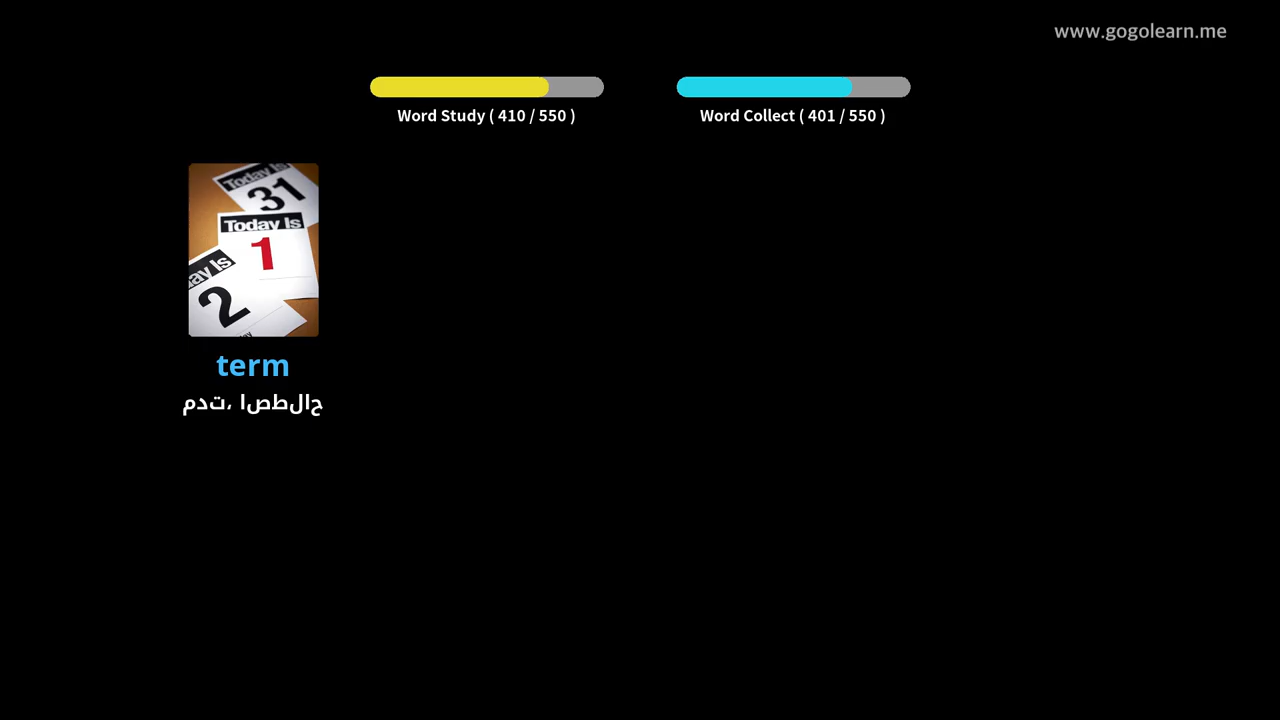 www.gogolearn.me
Word Study ( 410 / 550 )
Word Collect ( 401 / 550 )
Today Is
31
Today Is
1
ay Is
2
term
مدت، اصطلاح